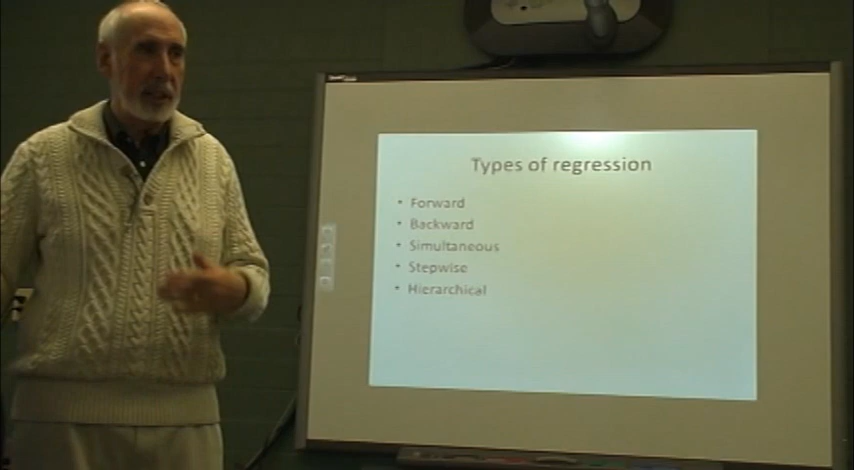 Types of regression
• Forward
• Backward
• Simultaneous
• Stepwise
• Hierarchical